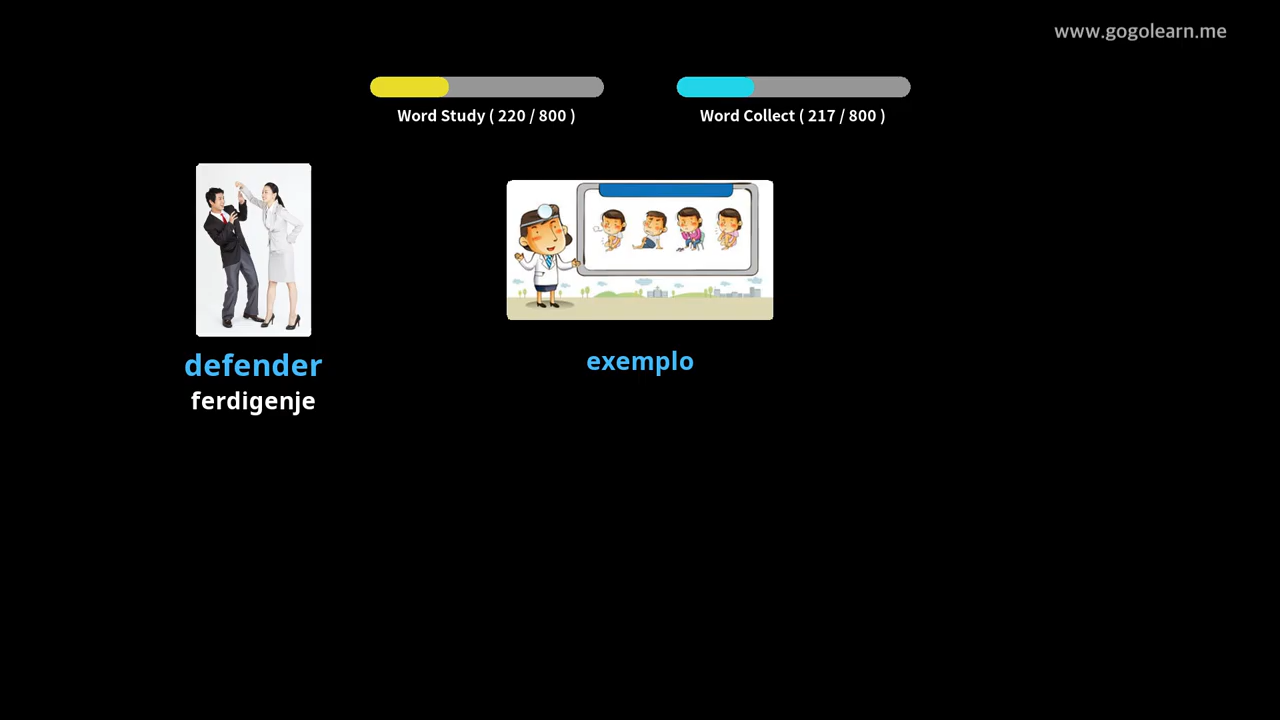 www.gogolearn.me
Word Study ( 220 / 800 )
Word Collect ( 217 / 800 )
defender
ferdigenje
exemplo